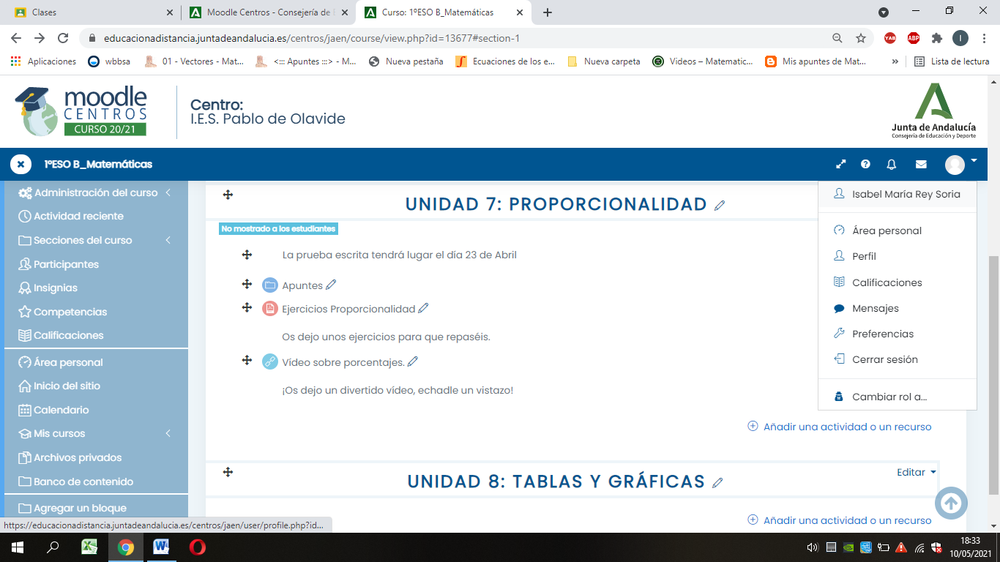 Clases
Moodle Centros - Consejería de E
Curso: 1ºESO B_Matemáticas
educacionadistancia.juntadeandalucia.es/centros/jaen/course/view.php?id=13677#section-1
YAB
ABP
I
Aplicaciones
wbbsa
01 - Vectores - Mat...
<::: Apuntes :::> - M...
Nueva pestaña
Ecuaciones de los e...
Nueva carpeta
Videos – Matematic...
Mis apuntes de Mat...
»
Lista de lectura
moodle
CENTROS
CURSO 20/21
Centro:
I.E.S. Pablo de Olavide
Junta de Andalucía
Consejería de Educación y Deporte
1ºESO B_Matemáticas
Administración del curso
Actividad reciente
Secciones del curso
Participantes
Insignias
Competencias
Calificaciones
Área personal
Inicio del sitio
Calendario
Mis cursos
Archivos privados
Banco de contenido
Agregar un bloque
UNIDAD 7: PROPORCIONALIDAD
No mostrado a los estudiantes
La prueba escrita tendrá lugar el día 23 de Abril
Apuntes
Ejercicios Proporcionalidad
Os dejo unos ejercicios para que repaséis.
Vídeo sobre porcentajes.
¡Os dejo un divertido vídeo, echadle un vistazo!
Añadir una actividad o un recurso
Isabel María Rey Soria
Área personal
Perfil
Calificaciones
Mensajes
Preferencias
Cerrar sesión
Cambiar rol a...
Editar
UNIDAD 8: TABLAS Y GRÁFICAS
Añadir una actividad o un recurso
https://educacionadistancia.juntadeandalucia.es/centros/jaen/user/profile.php?id...
18:33
10/05/2021